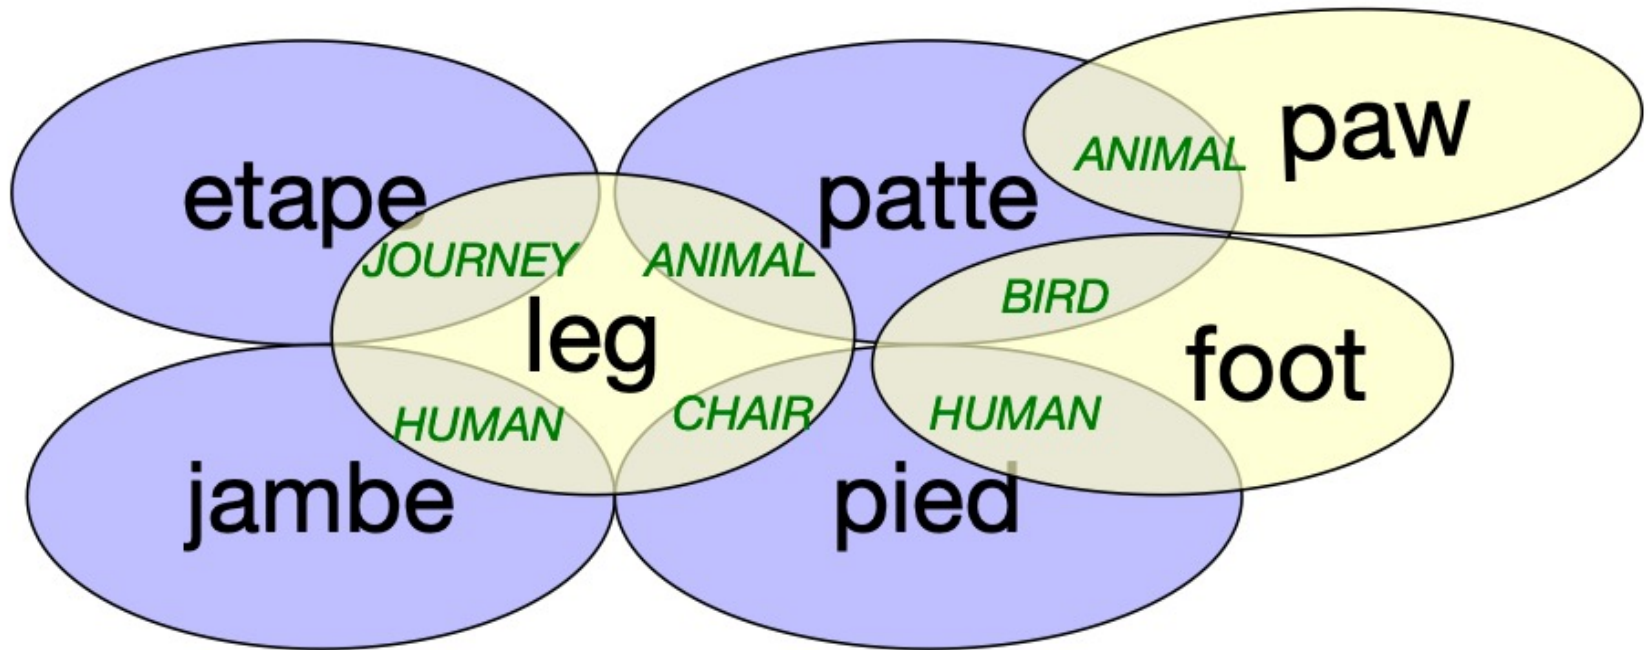 paw
ANIMAL
etape
patte
JOURNEY
ANIMAL
BIRD
leg
foot
HUMAN
CHAIR
HUMAN
jambe
pied